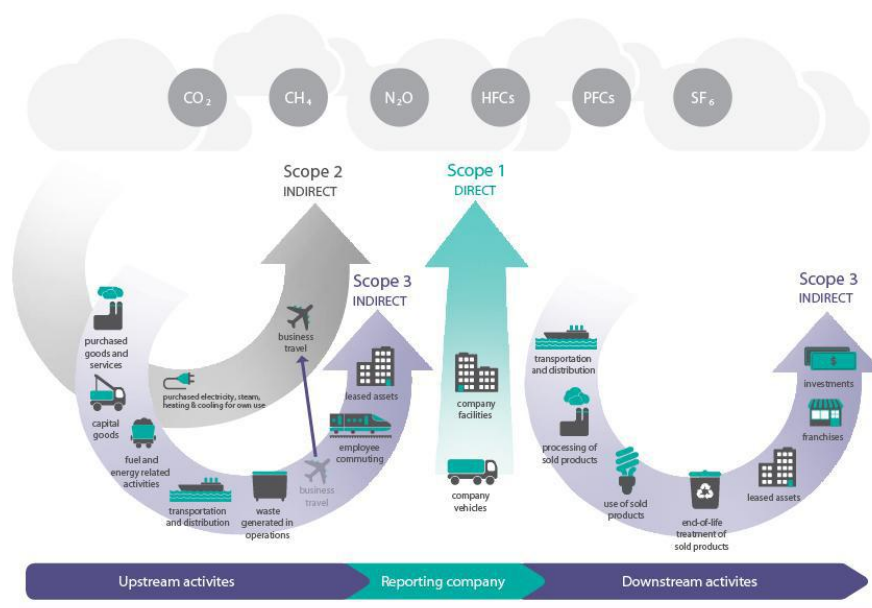 CO₂
CH₄
N₂O
HFCs
PFCs
SF₆
Scope 2
INDIRECT
Scope 1
DIRECT
Scope 3
INDIRECT
Scope 3
INDIRECT
purchased
goods and
services
capital
goods
fuel and
energy related
activities
purchased electricity, steam,
heating & cooling for own use
transportation
and distribution
waste
generated in
operations
business
travel
business
travel
employee
commuting
leased assets
company
facilities
company
vehicles
transportation
and distribution
processing of
sold products
use of sold
products
end-of-life
treatment of
sold products
leased assets
franchises
investments
Upstream activites
Reporting company
Downstream activites